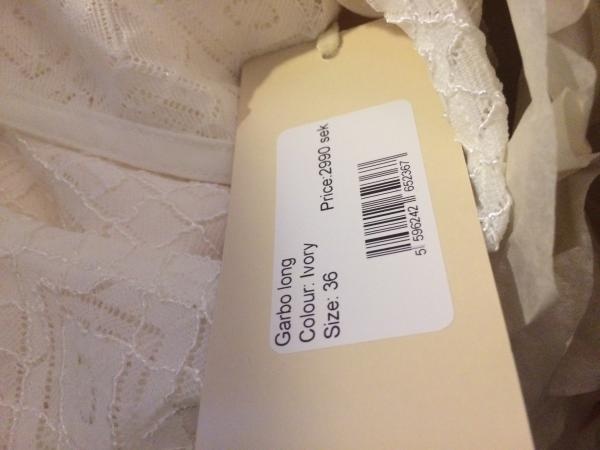 Garbo long
Colour: Ivory
Size: 36
Price:2990 sek
5 596242 652367